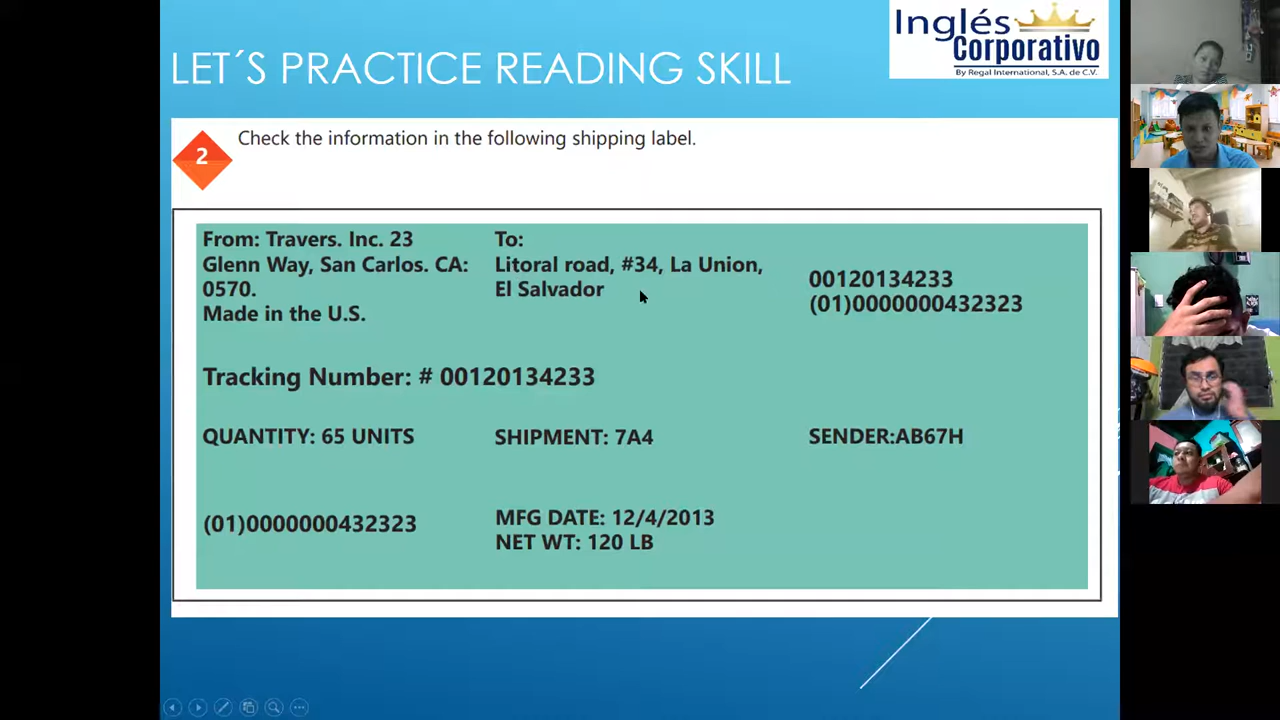 LET´S PRACTICE READING SKILL
Inglés
Corporativo
By Regal International, S.A. de C.V.
2
Check the information in the following shipping label.
From: Travers. Inc. 23
Glenn Way, San Carlos. CA:
0570.
Made in the U.S.
To:
Litoral road, #34, La Union,
El Salvador
00120134233
(01)0000000432323
Tracking Number: # 00120134233
QUANTITY: 65 UNITS
SHIPMENT: 7A4
SENDER:AB67H
(01)0000000432323
MFG DATE: 12/4/2013
NET WT: 120 LB